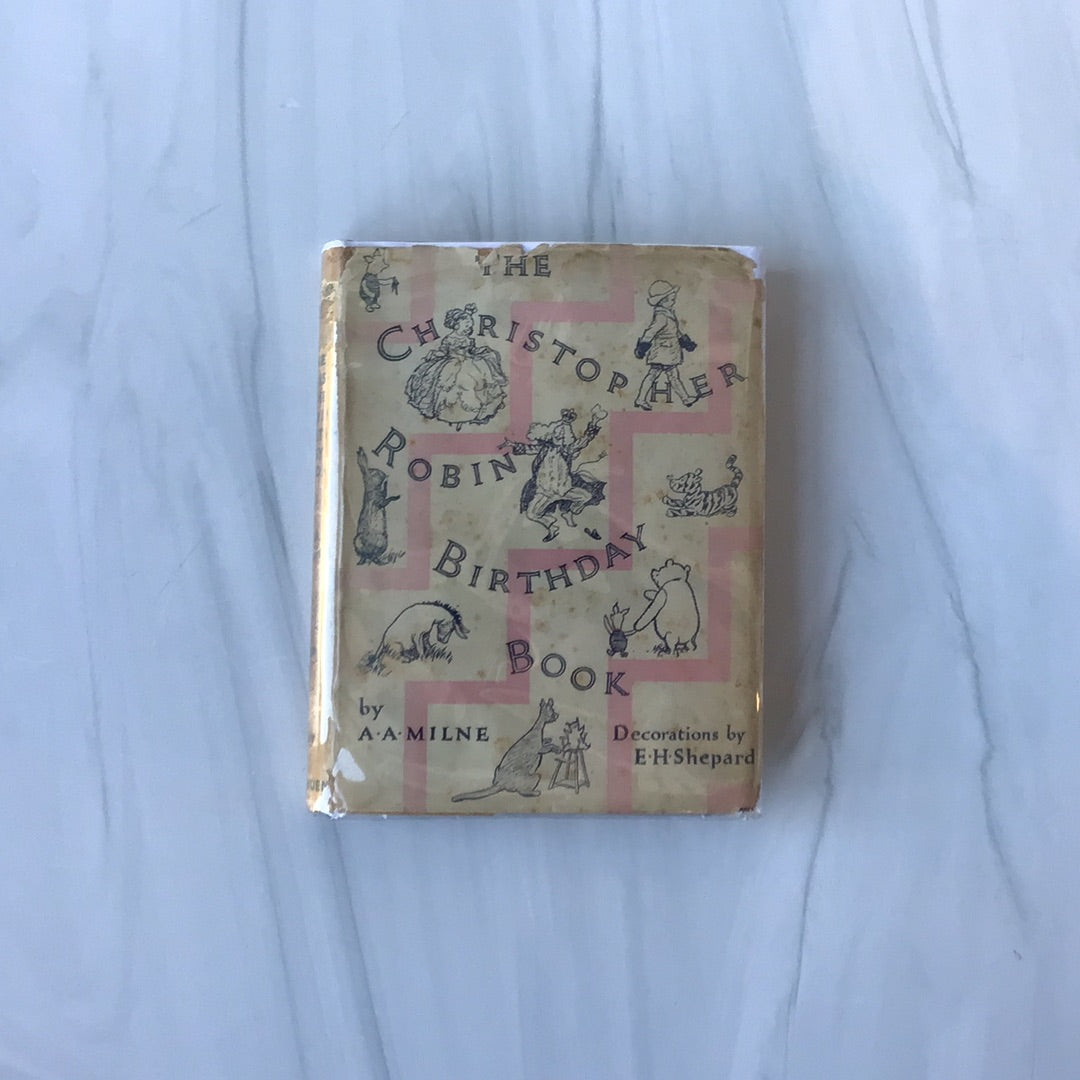 THE
CHRISTOPHER
ROBIN
BIRTHDAY
BOOK
by
A·A·MILNE
Decorations by
E·H·Shepard